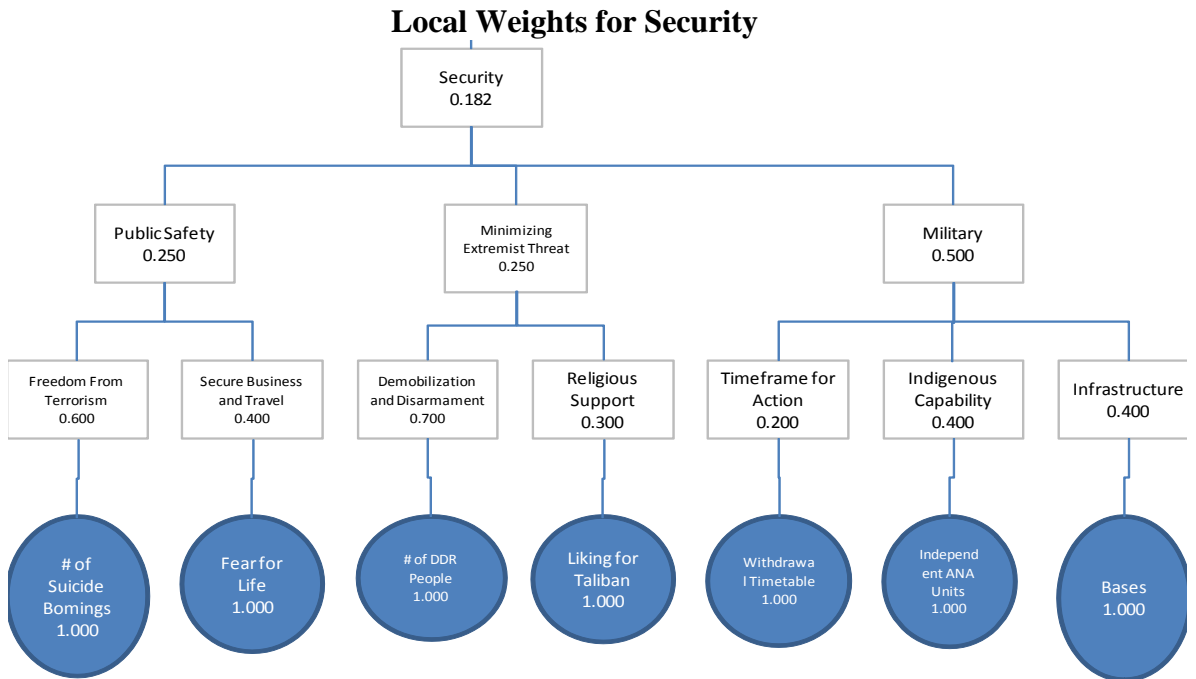 Local Weights for Security
Security
0.182
Public Safety
0.250
Minimizing
Extremist Threat
0.250
Military
0.500
Freedom From
Terrorism
0.600
Secure Business
and Travel
0.400
Demobilization
and Disarmament
0.700
Religious
Support
0.300
Timeframe for
Action
0.200
Indigenous
Capability
0.400
Infrastructure
0.400
# of
Suicide
Bomings
1.000
Fear for
Life
1.000
# of DDR
People
1.000
Liking for
Taliban
1.000
Withdrawa
l Timetable
1.000
Independ
ent ANA
Units
1.000
Bases
1.000